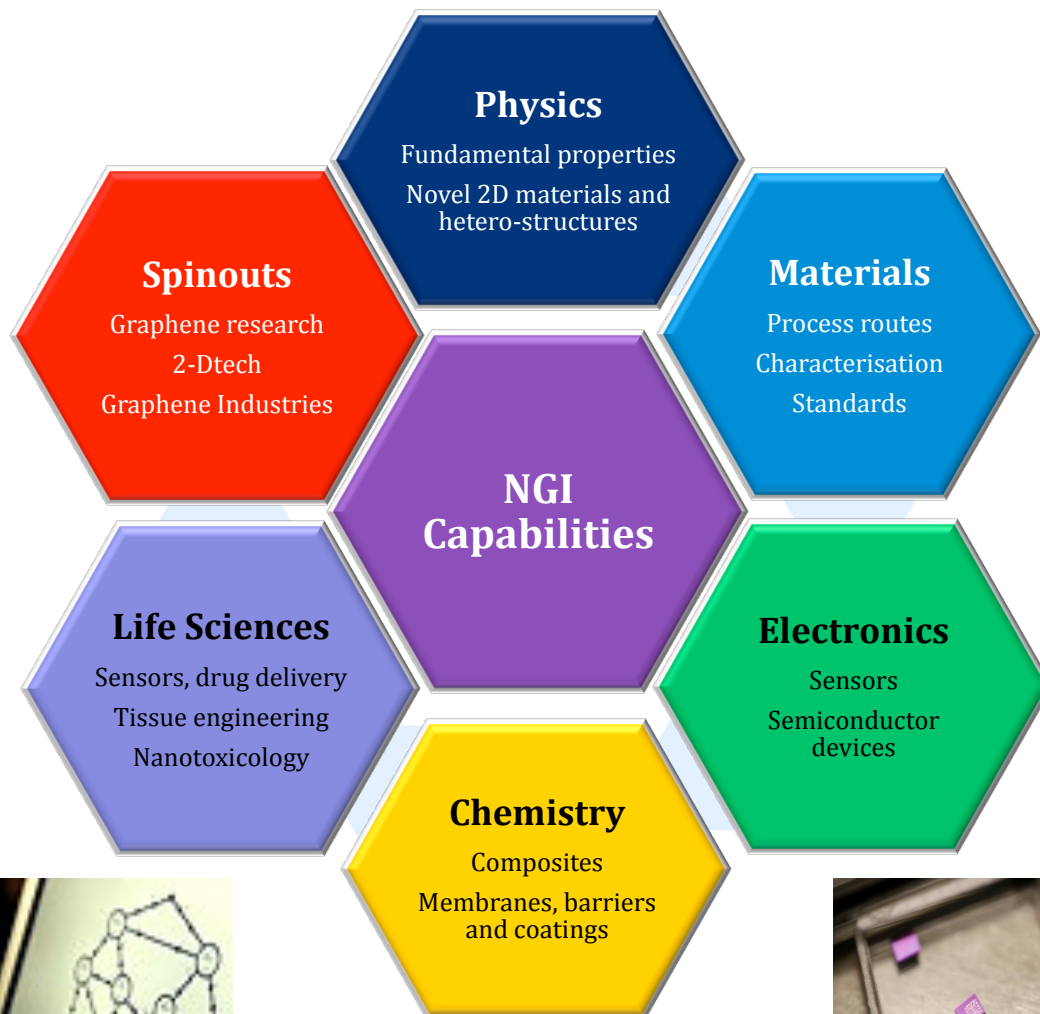 Physics
Fundamental properties
Novel 2D materials and
hetero-structures
Spinouts
Graphene research
2-Dtech
Graphene Industries
Materials
Process routes
Characterisation
Standards
NGI
Capabilities
Life Sciences
Sensors, drug delivery
Tissue engineering
Nanotoxicology
Electronics
Sensors
Semiconductor
devices
Chemistry
Composites
Membranes, barriers
and coatings